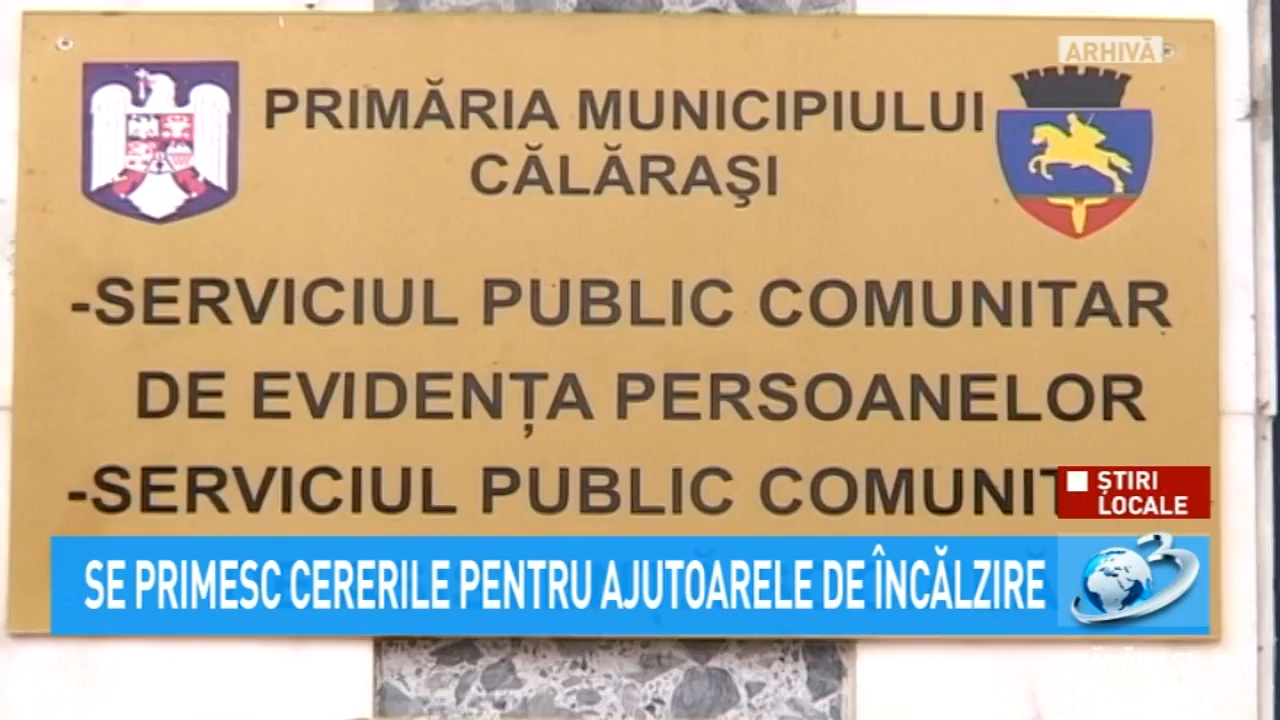 ARHIVĂ
PRIMĂRIA MUNICIPIULUI
CĂLĂRAŞI
-SERVICIUL PUBLIC COMUNITAR
DE EVIDENȚA PERSOANELOR
-SERVICIUL PUBLIC
ȘTIRI
LOCALE
SE PRIMESC CERERILE PENTRU AJUTOARELE DE ÎNCĂLZIRE
3